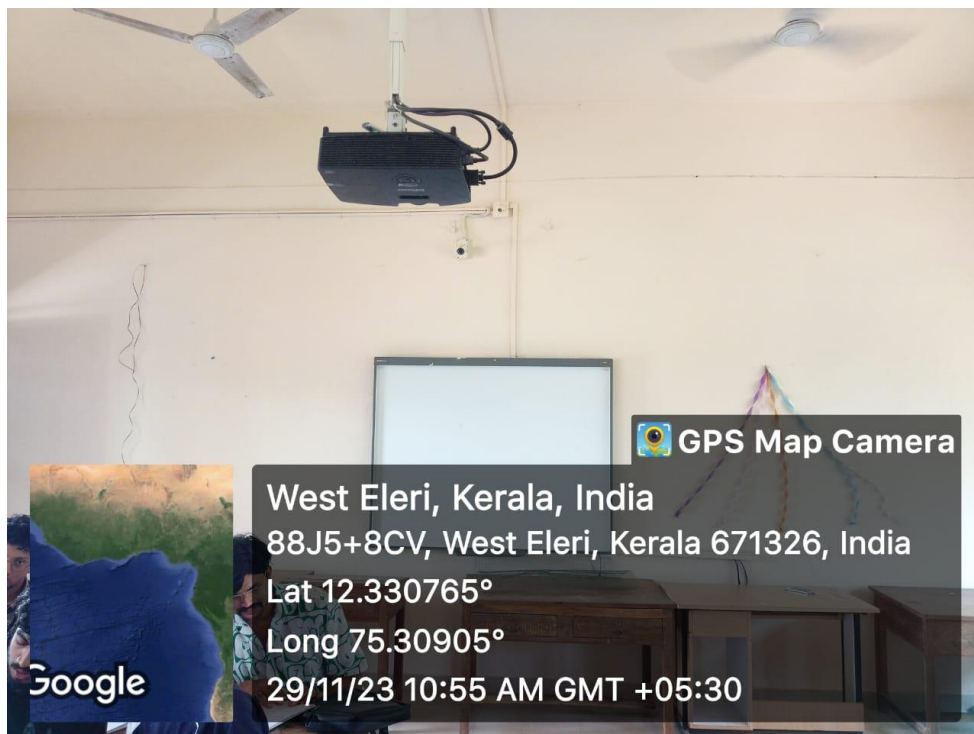 GPS Map Camera
West Eleri, Kerala, India
88J5+8CV, West Eleri, Kerala 671326, India
Lat 12.330765°
Long 75.30905°
29/11/23 10:55 AM GMT +05:30
Google